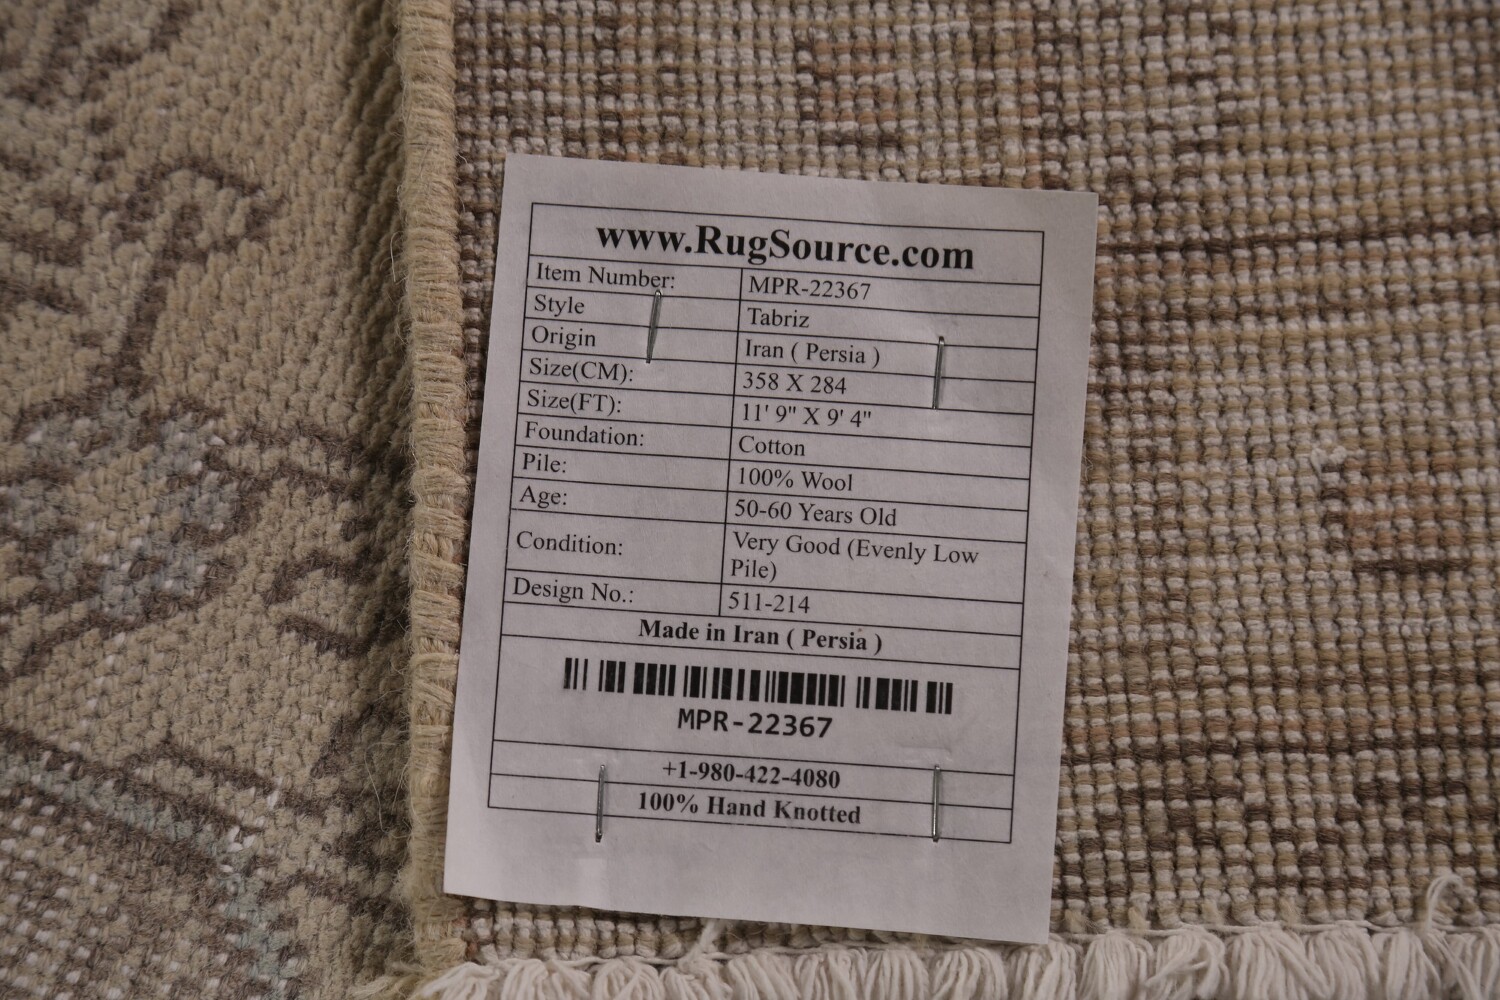 www.RugSource.com
Item Number: MPR-22367
Style Tabriz
Origin Iran ( Persia )
Size(CM): 358 X 284
Size(FT): 11' 9" X 9' 4"
Foundation: Cotton
Pile: 100% Wool
Age: 50-60 Years Old
Condition: Very Good (Evenly Low
Pile)
Design No.: 511-214
Made in Iran ( Persia )
MPR-22367
+1-980-422-4080
100% Hand Knotted